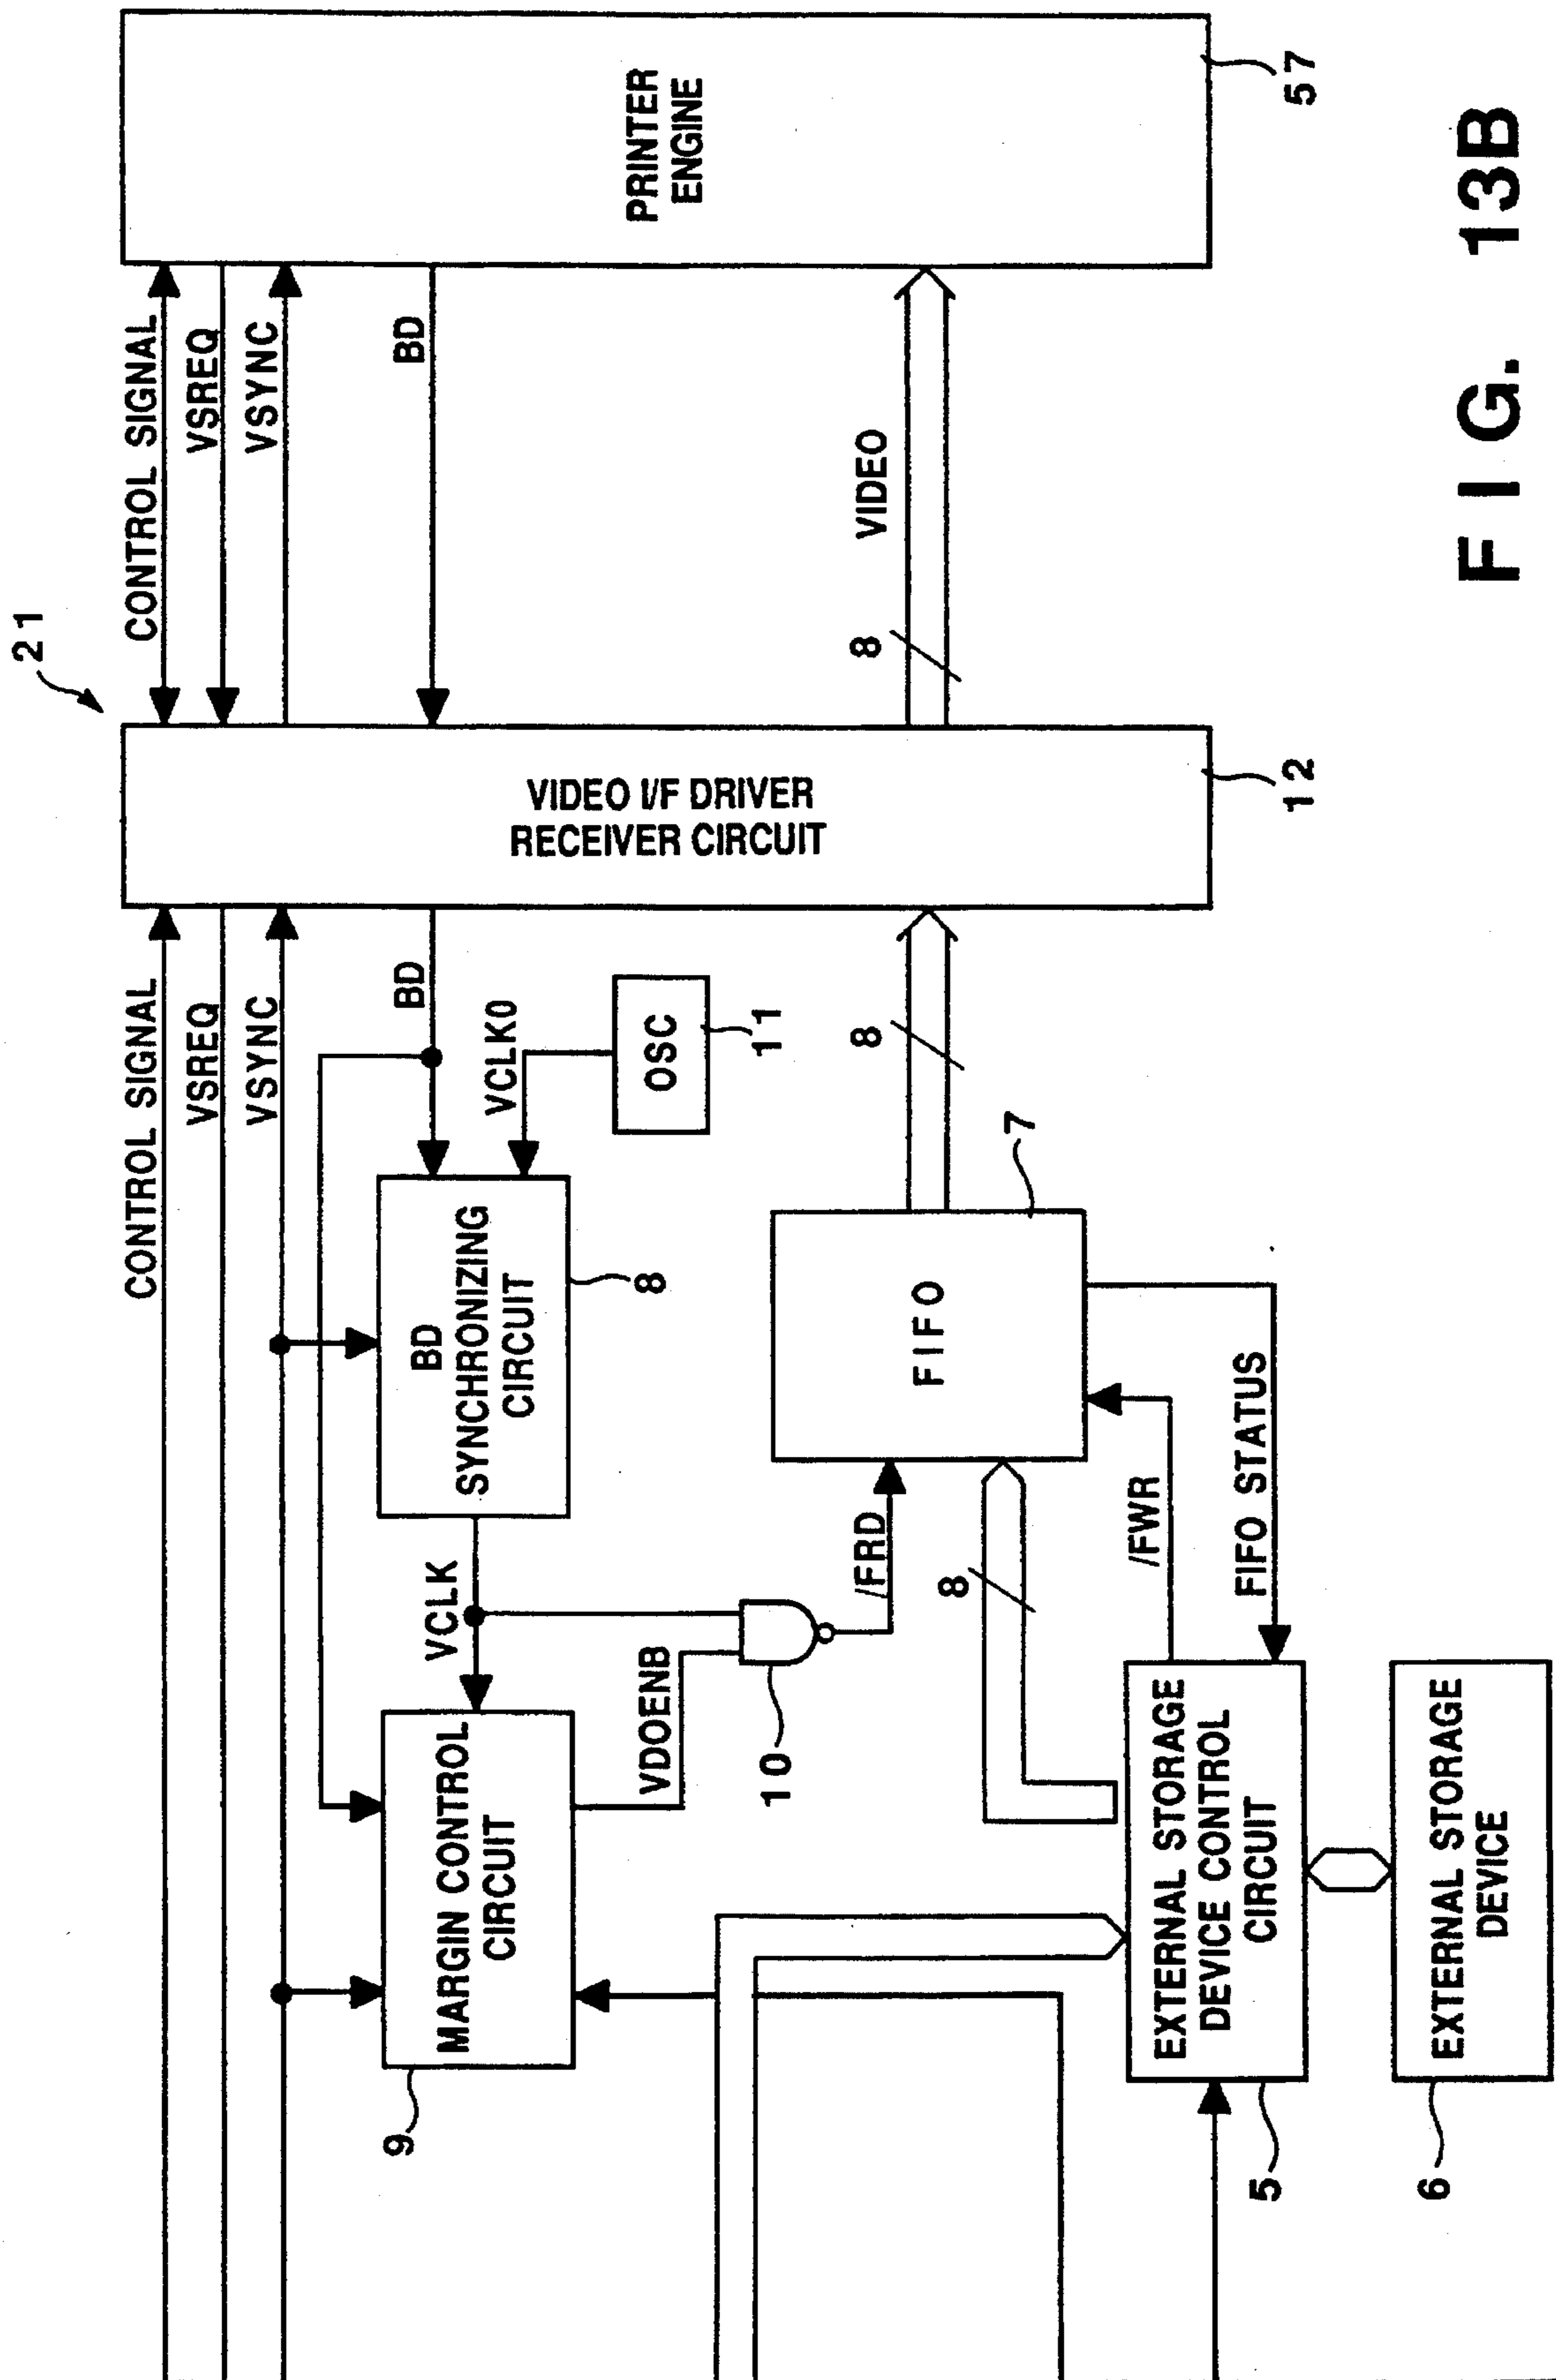 21
CONTROL SIGNAL
CONTROL SIGNAL
VSREQ
VSREQ
VSYNC
VSYNC
BD
BD
VCLK0
OSC
11
BD
SYNCHRONIZING
CIRCUIT
8
VCLK
MARGIN CONTROL
CIRCUIT
9
VDOENB
10
/FRD
FIFO
7
8
8
8
VIDEO
VIDEO I/F DRIVER
RECEIVER CIRCUIT
12
PRINTER
ENGINE
57
/FWR
FIFO STATUS
EXTERNAL STORAGE
DEVICE CONTROL
CIRCUIT
5
EXTERNAL STORAGE
DEVICE
6
FIG. 13B